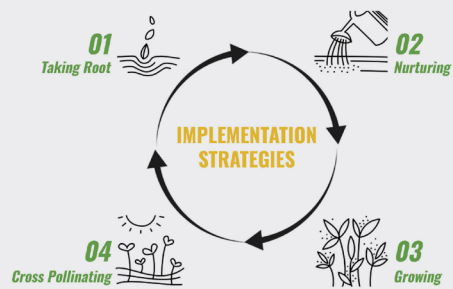 01
Taking Root
02
Nurturing
IMPLEMENTATION
STRATEGIES
04
Cross Pollinating
03
Growing